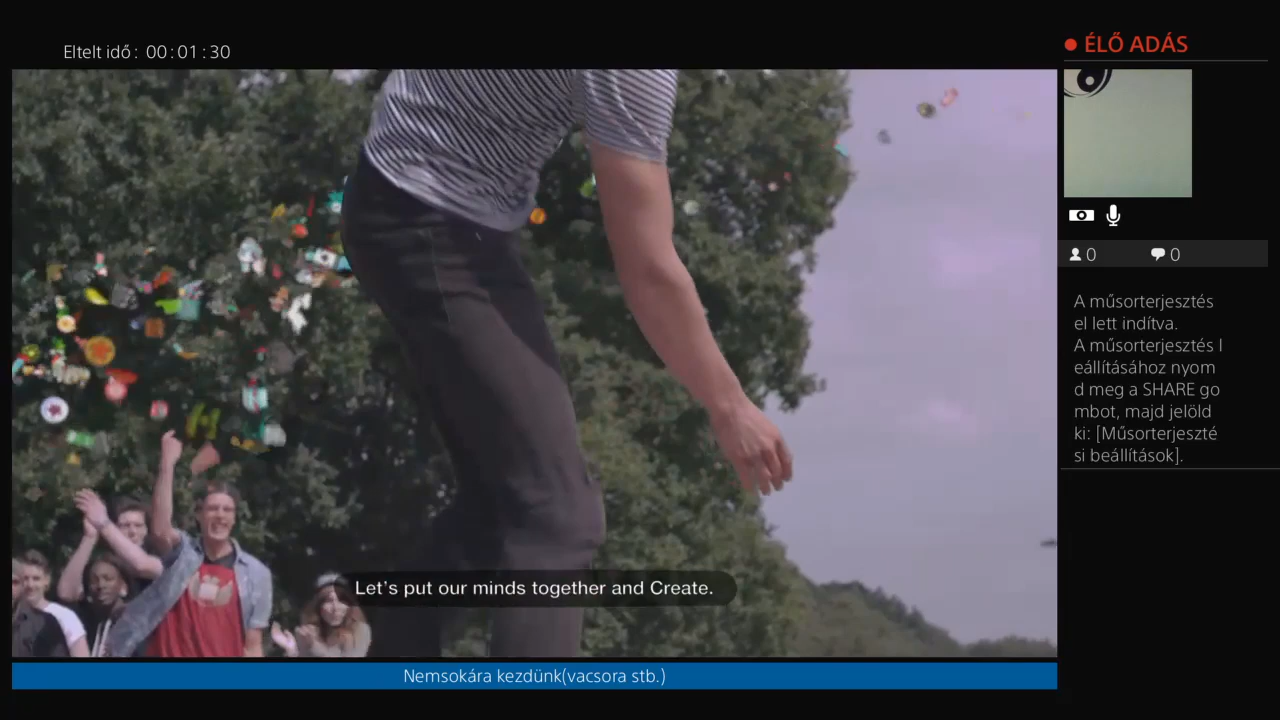 Eltelt idő: 00:01:30
ÉLŐ ADÁS
0 0
A műsorterjesztés
el lett indítva.
A műsorterjesztés l
eállításához nyom
d meg a SHARE go
mbot, majd jelöld
ki: [Műsorterjeszté
si beállítások].
Let's put our minds together and Create.
Nemsokára kezdünk(vacsora stb.)